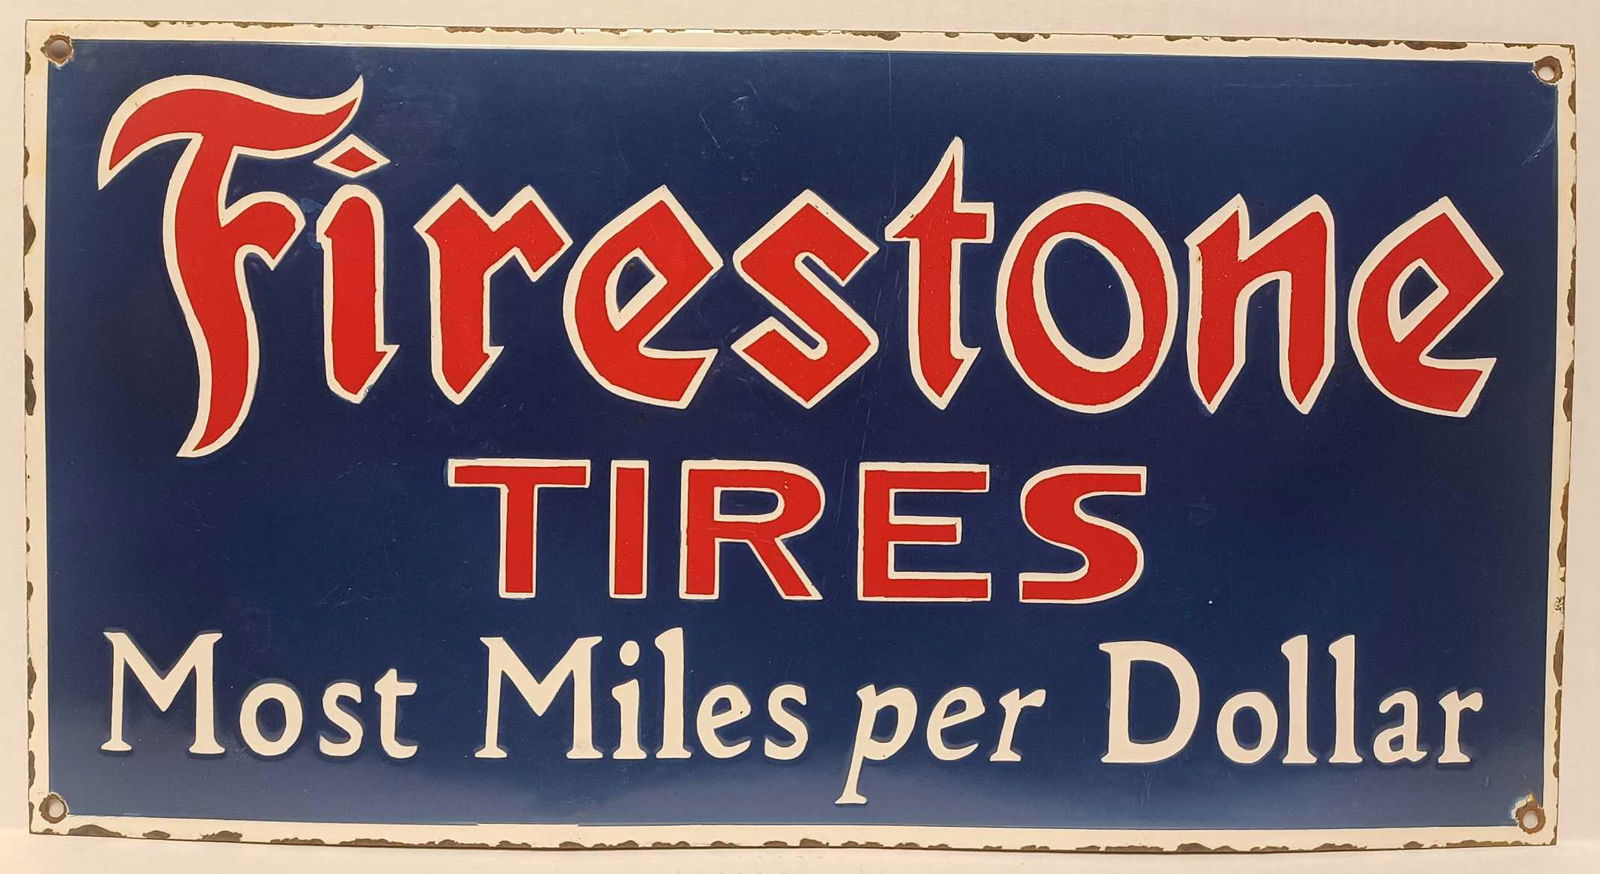 Firestone
TIRES
Most Miles per Dollar